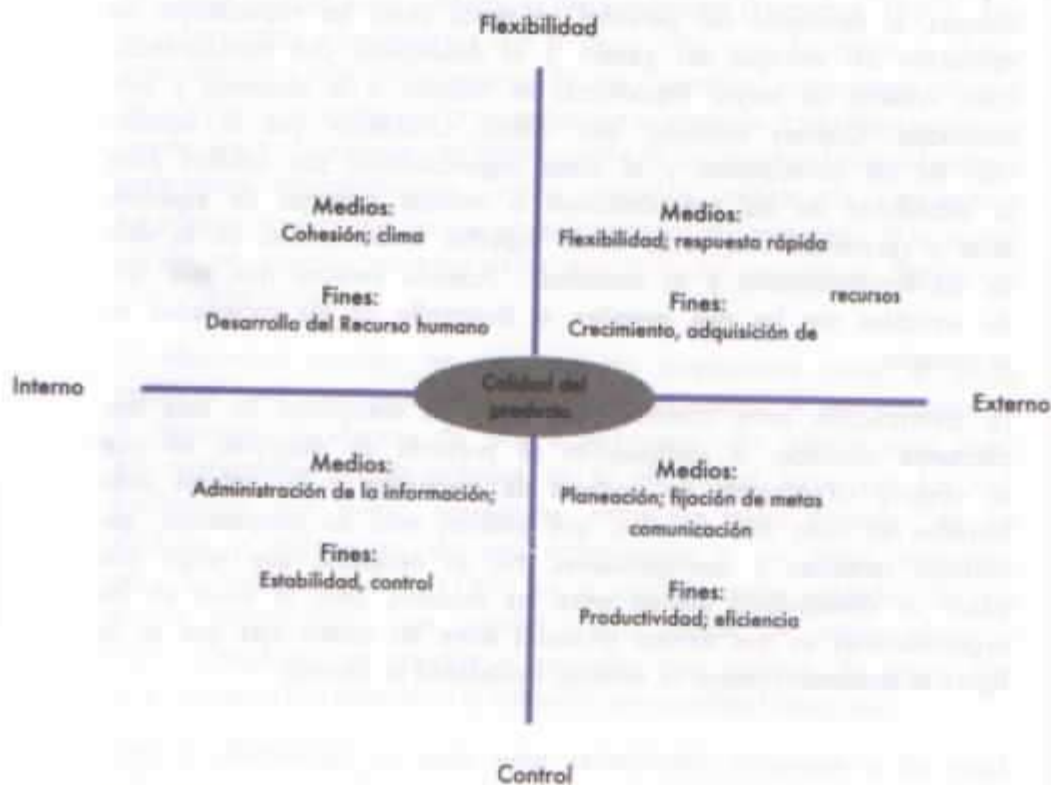 Flexibilidad
Medios:
Cohesión; clima
Medios:
Flexibilidad; respuesta rápida
Fines:
Desarrollo del Recurso humano
recursos
Fines:
Crecimiento, adquisición de
Interno
Calidad del
producto
Externo
Medios:
Administración de la información;
Medios:
Planeación; fijación de metas
comunicación
Fines:
Estabilidad, control
Fines:
Productividad; eficiencia
Control